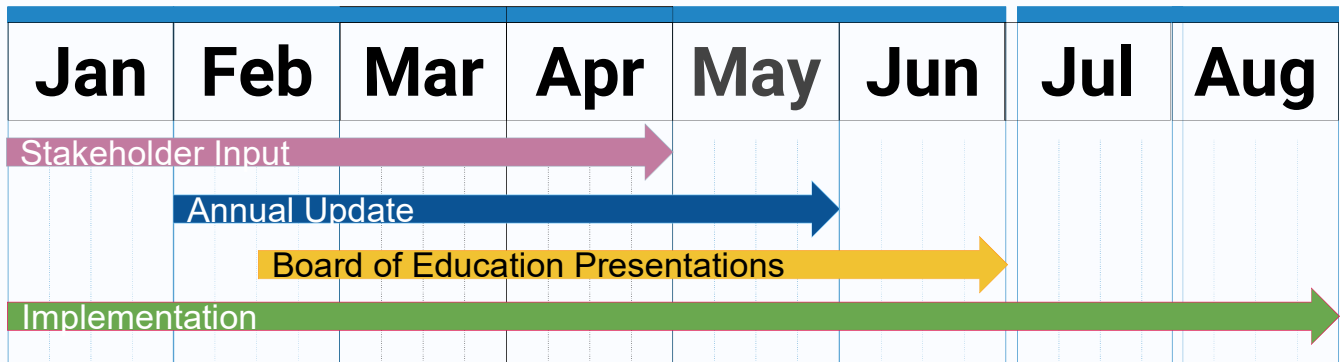 Jan Feb Mar Apr May Jun Jul Aug
Stakeholder Input
Annual Update
Board of Education Presentations
Implementation